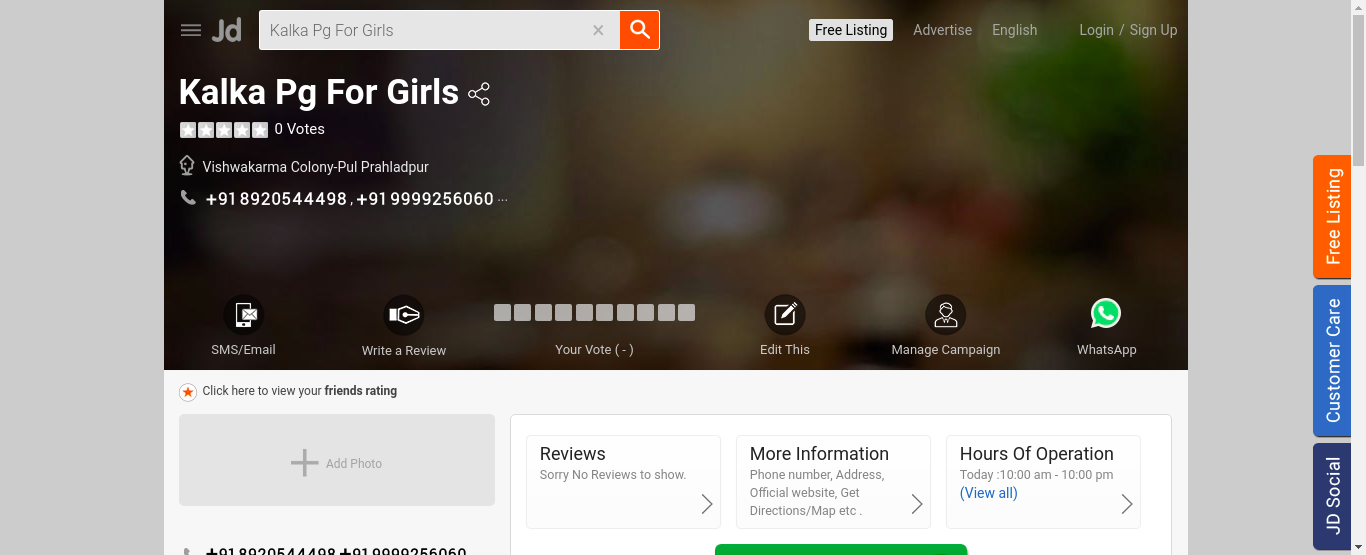 Jd
Kalka Pg For Girls
Free Listing
Advertise
English
Login / Sign Up
Kalka Pg For Girls
0 Votes
Vishwakarma Colony-Pul Prahladpur
+91 8920544498 , +91 9999256060 ...
SMS/Email
Write a Review
Your Vote ( - )
Edit This
Manage Campaign
WhatsApp
Click here to view your friends rating
Add Photo
Reviews
Sorry No Reviews to show.
More Information
Phone number, Address,
Official website, Get
Directions/Map etc .
Hours Of Operation
Today :10:00 am - 10:00 pm
(View all)
+91 8920544498 +91 9999256060
Free Listing
Customer Care
JD Social